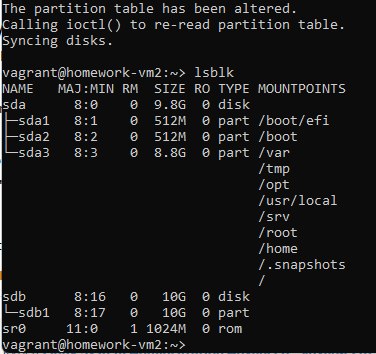 The partition table has been altered.
Calling ioctl() to re-read partition table.
Syncing disks.
vagrant@homework-vm2:~> lsblk
NAME   MAJ:MIN RM  SIZE RO TYPE MOUNTPOINTS
sda      8:0    0  9.8G  0 disk
├─sda1   8:1    0  512M  0 part /boot/efi
├─sda2   8:2    0  512M  0 part /boot
└─sda3   8:3    0  8.8G  0 part /var
                                /tmp
                                /opt
                                /usr/local
                                /srv
                                /root
                                /home
                                /.snapshots
                                /
sdb      8:16   0   10G  0 disk
└─sdb1   8:17   0   10G  0 part
sr0     11:0    1 1024M  0 rom
vagrant@homework-vm2:~>